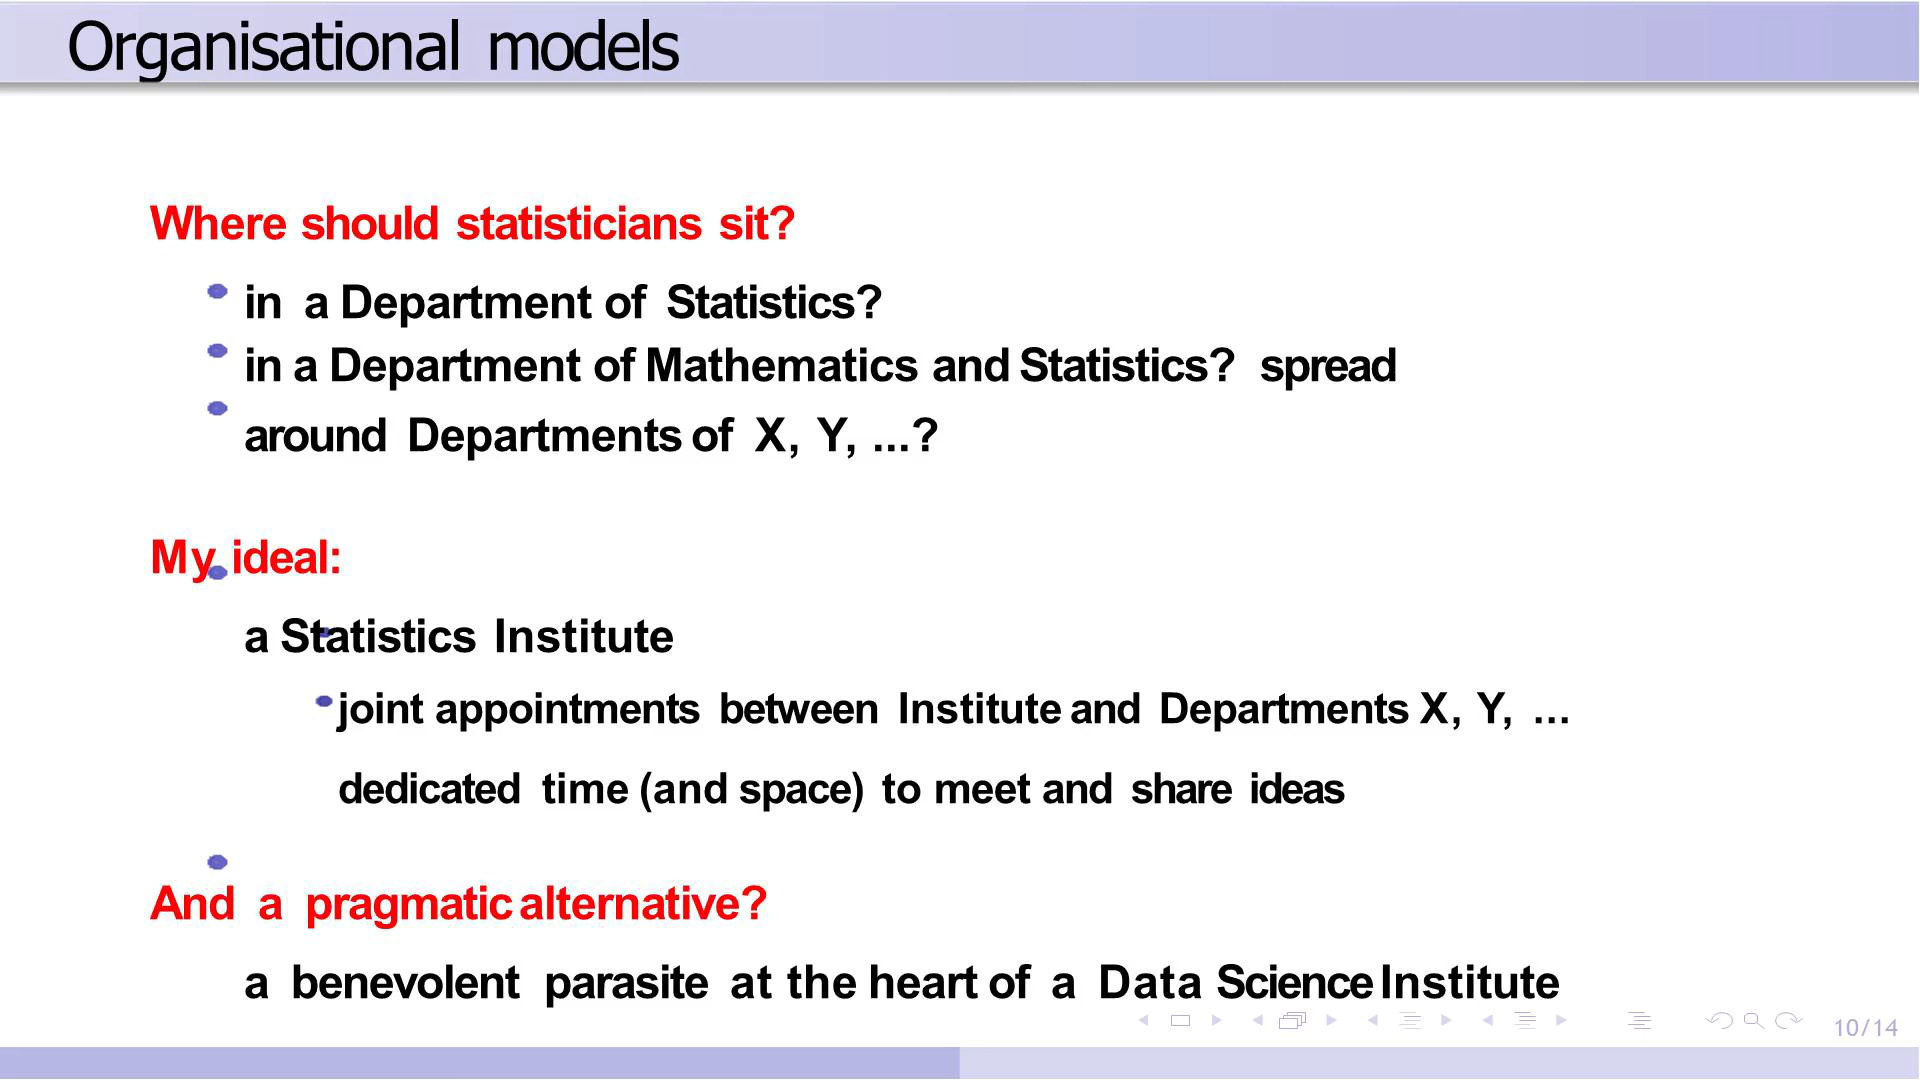 Organisational models
Where should statisticians sit?
in a Department of Statistics?
in a Department of Mathematics and Statistics? spread
around Departments of X, Y, ...?
My ideal:
a Statistics Institute
joint appointments between Institute and Departments X, Y, ...
dedicated time (and space) to meet and share ideas
And a pragmatic alternative?
a benevolent parasite at the heart of a Data Science Institute
10/14